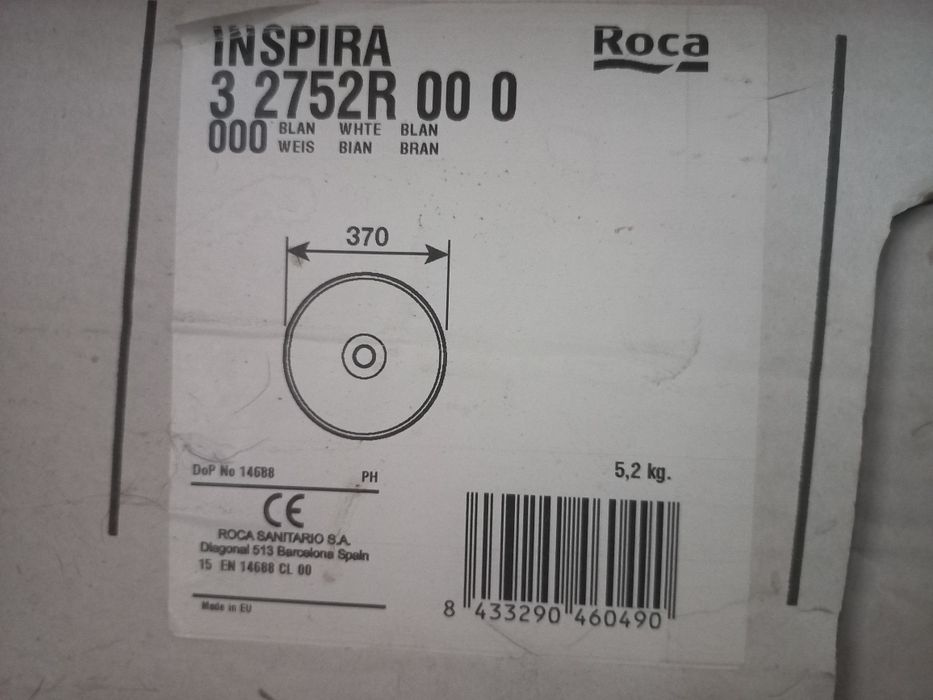 INSPIRA
Roca
3 2752R 00 0
000 BLAN WHTE BLAN
WEIS BIAN BRAN
370
DoP No 14688
PH
5,2 kg.
CE
ROCA SANITARIO S.A.
Diagonal 513 Barcelona Spain
15 EN 14688 CL 00
Made in EU
8 433290 460490